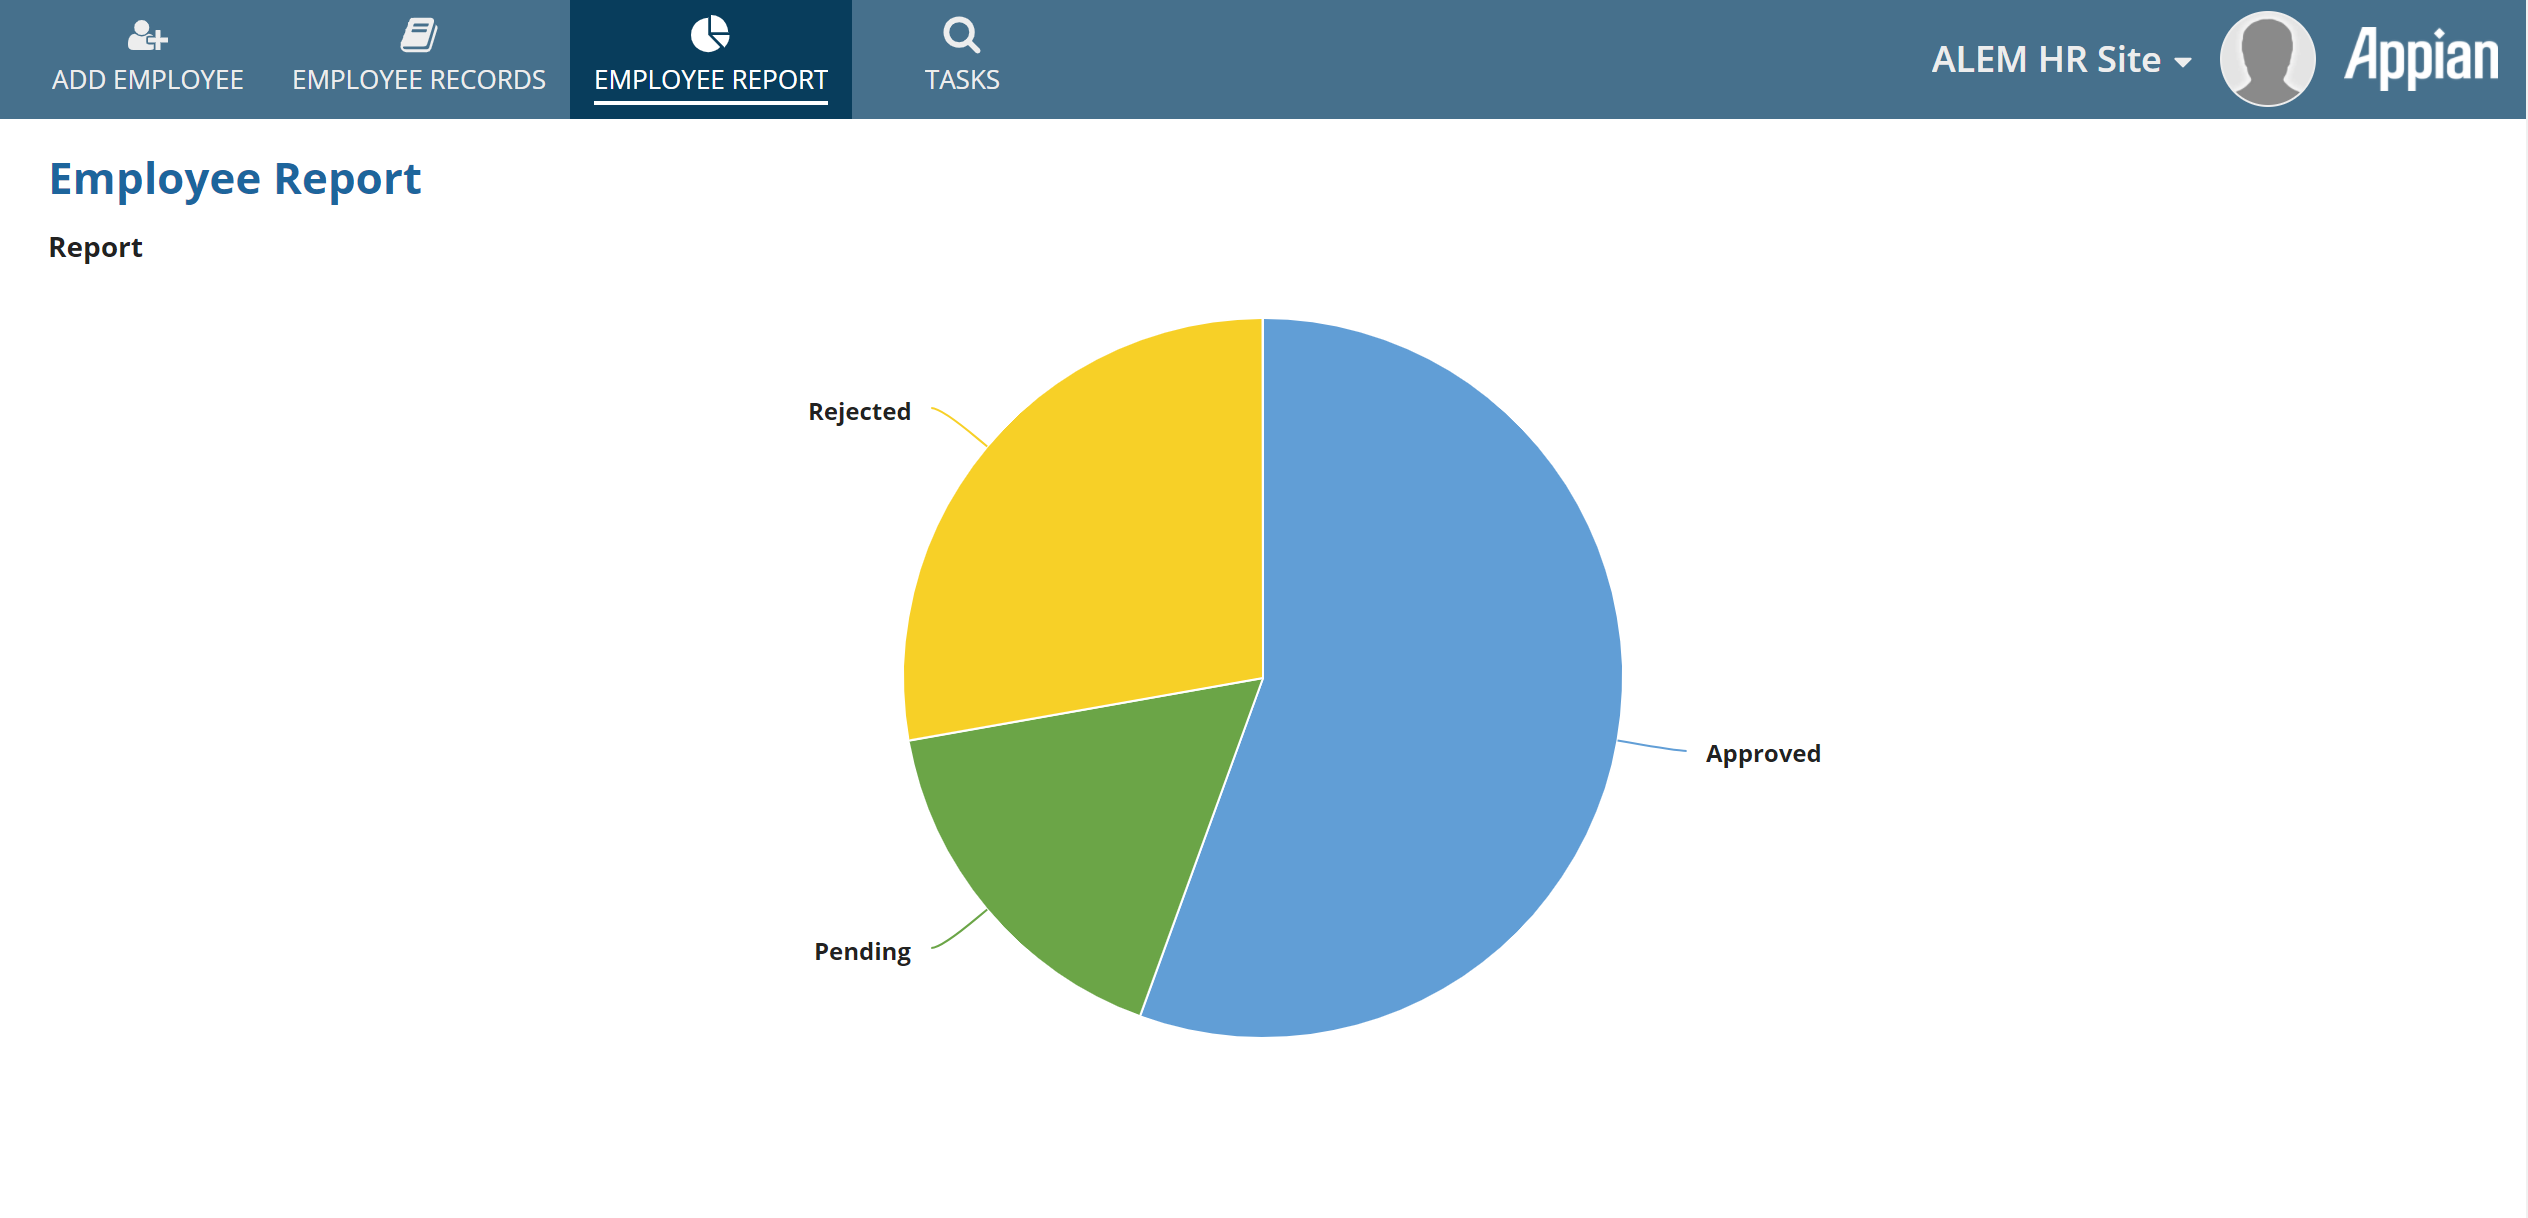 ADD EMPLOYEE
EMPLOYEE RECORDS
EMPLOYEE REPORT
TASKS
ALEM HR Site
Appian
Employee Report
Report
Rejected
Approved
Pending